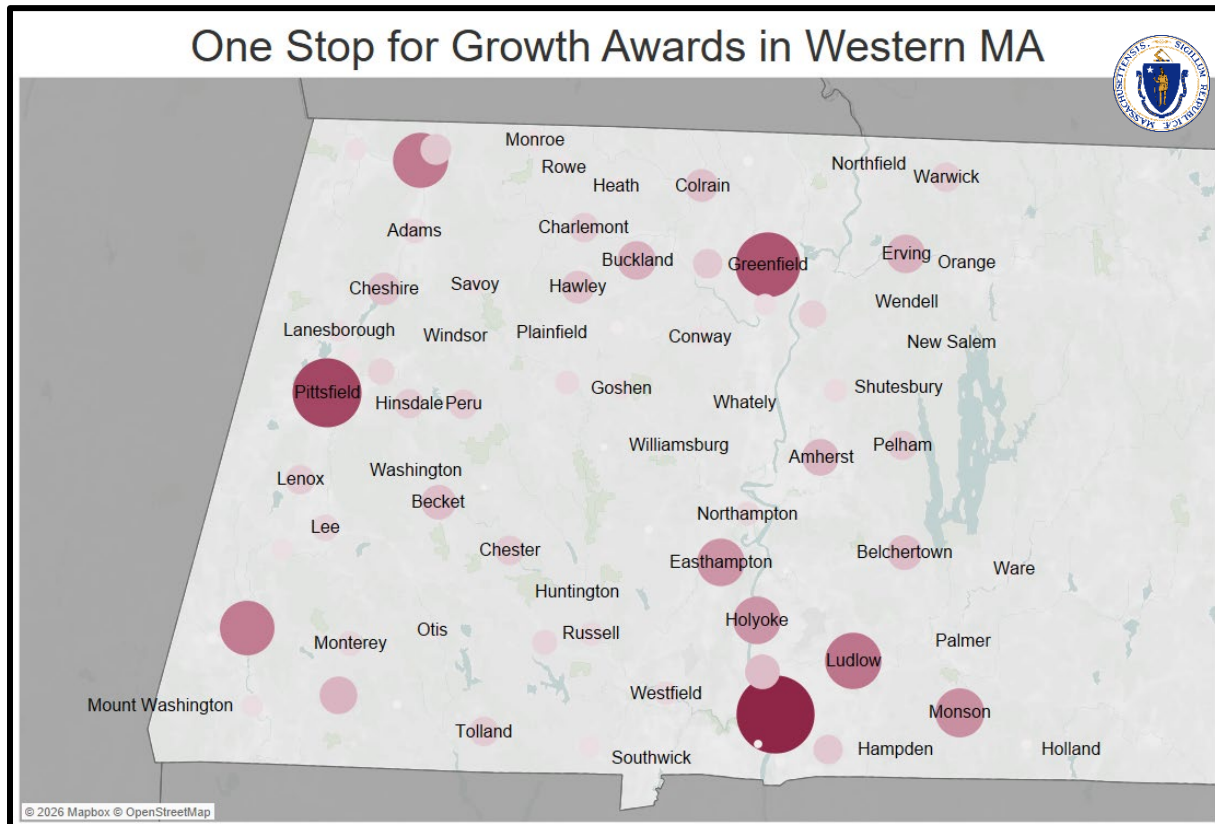 One Stop for Growth Awards in Western MA
MASSACHUSETTENSIS
SIGILLUM REIPUBLICÆ
Monroe
Rowe
Heath
Colrain
Northfield
Warwick
Adams
Charlemont
Buckland
Greenfield
Erving
Orange
Cheshire
Savoy
Hawley
Wendell
Lanesborough
Windsor
Plainfield
Conway
New Salem
Pittsfield
Hinsdale
Peru
Goshen
Whately
Shutesbury
Williamsburg
Amherst
Pelham
Lenox
Washington
Becket
Northampton
Lee
Chester
Easthampton
Belchertown
Ware
Huntington
Holyoke
Otis
Russell
Monterey
Palmer
Ludlow
Mount Washington
Westfield
Monson
Tolland
Southwick
Hampden
Holland
© 2026 Mapbox © OpenStreetMap